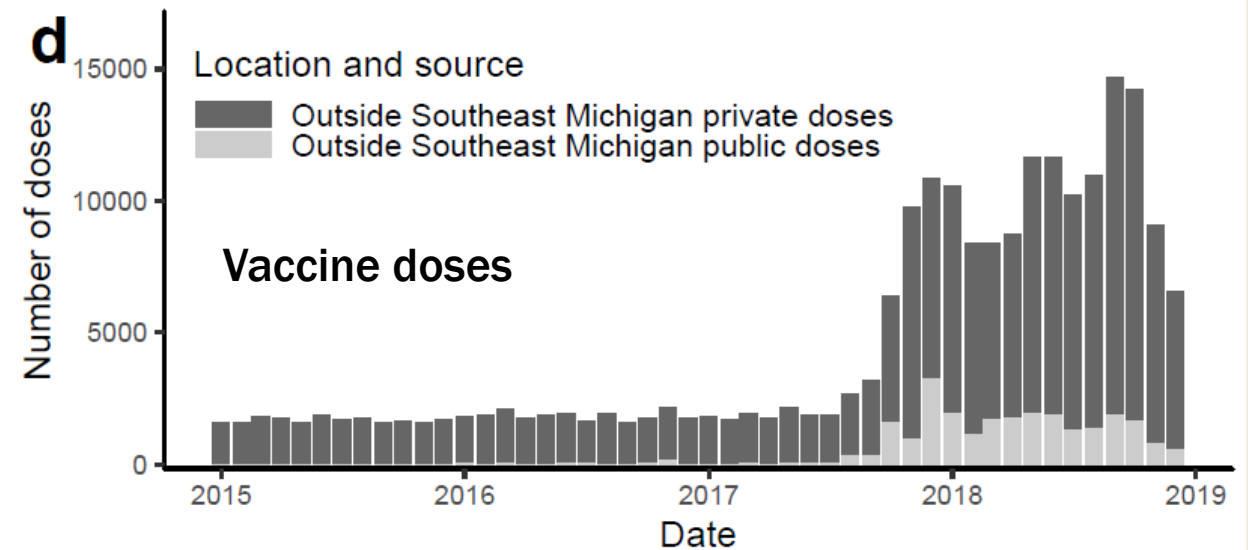 d
15000
10000
5000
0
Number of doses
Location and source
Outside Southeast Michigan private doses
Outside Southeast Michigan public doses
Vaccine doses
2015 2016 2017 2018 2019
Date